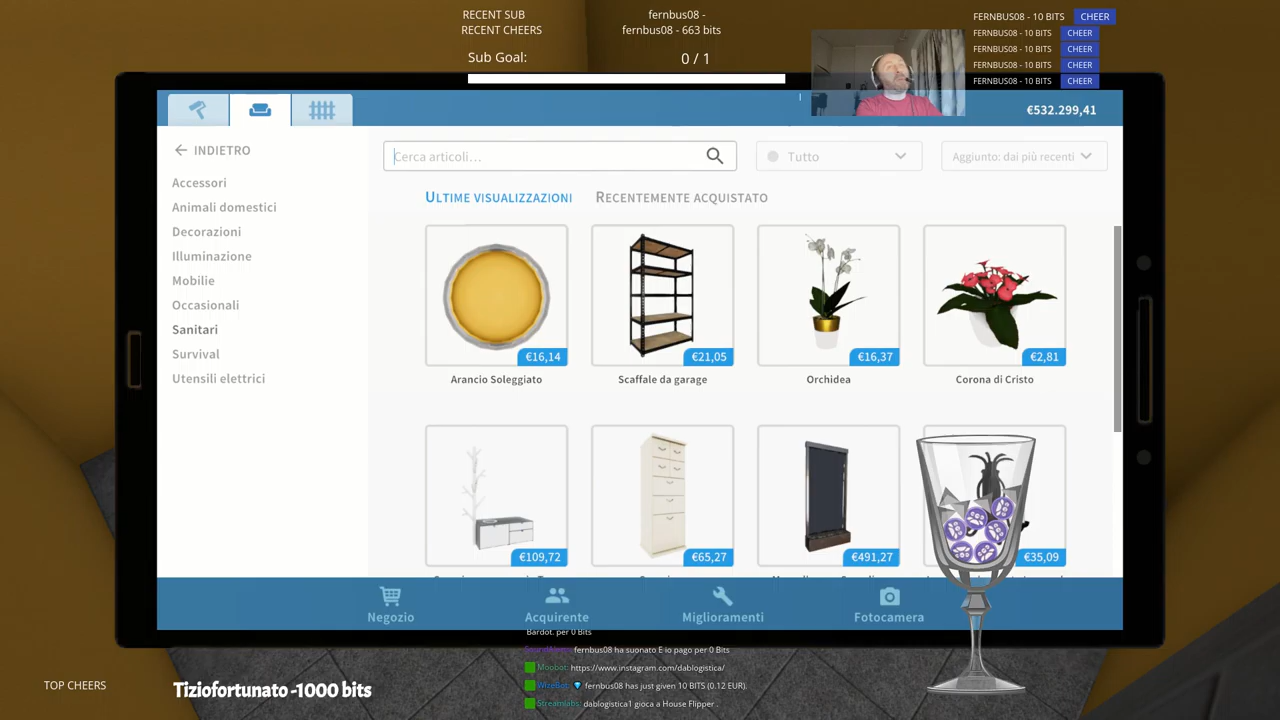 RECENT SUB
RECENT CHEERS
fernbus08 -
fernbus08 - 663 bits
Sub Goal:
0 / 1
FERNBUS08 - 10 BITS CHEER
FERNBUS08 - 10 BITS CHEER
FERNBUS08 - 10 BITS CHEER
FERNBUS08 - 10 BITS CHEER
FERNBUS08 - 10 BITS CHEER
€532.299,41
INDIETRO
Accessori
Animali domestici
Decorazioni
Illuminazione
Mobilie
Occasionali
Sanitari
Survival
Utensili elettrici
Cerca articoli...
Tutto
Aggiunto: dai più recenti
ULTIME VISUALIZZAZIONI
RECENTEMENTE ACQUISTATO
€16,14
Arancio Soleggiato
€21,05
Scaffale da garage
€16,37
Orchidea
€2,81
Corona di Cristo
€109,72
€65,27
€491,27
€35,09
Negozio
Acquirente
Miglioramenti
Fotocamera
Bardot. per 0 Bits
fernbus08 ha suonato E io pago per 0 Bits
Moobot: https://www.instagram.com/dablogistica/
WizeBot: fernbus08 has just given 10 BITS (0.12 EUR).
Streamlabs: dablogistica1 gioca a House Flipper .
TOP CHEERS
Tiziofortunato -1000 bits